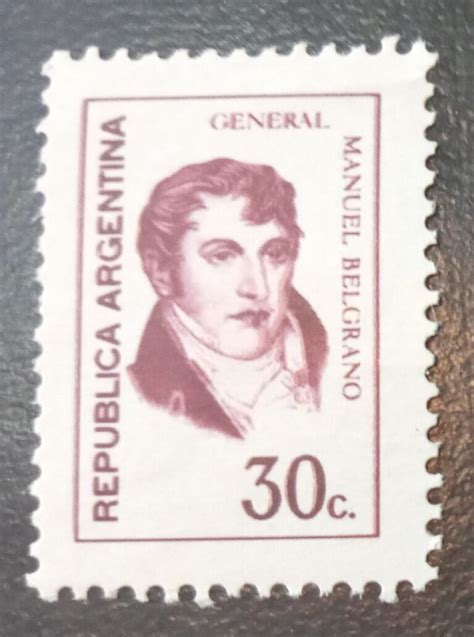 GENERAL
MANUEL BELGRANO
REPUBLICA ARGENTINA
30c.